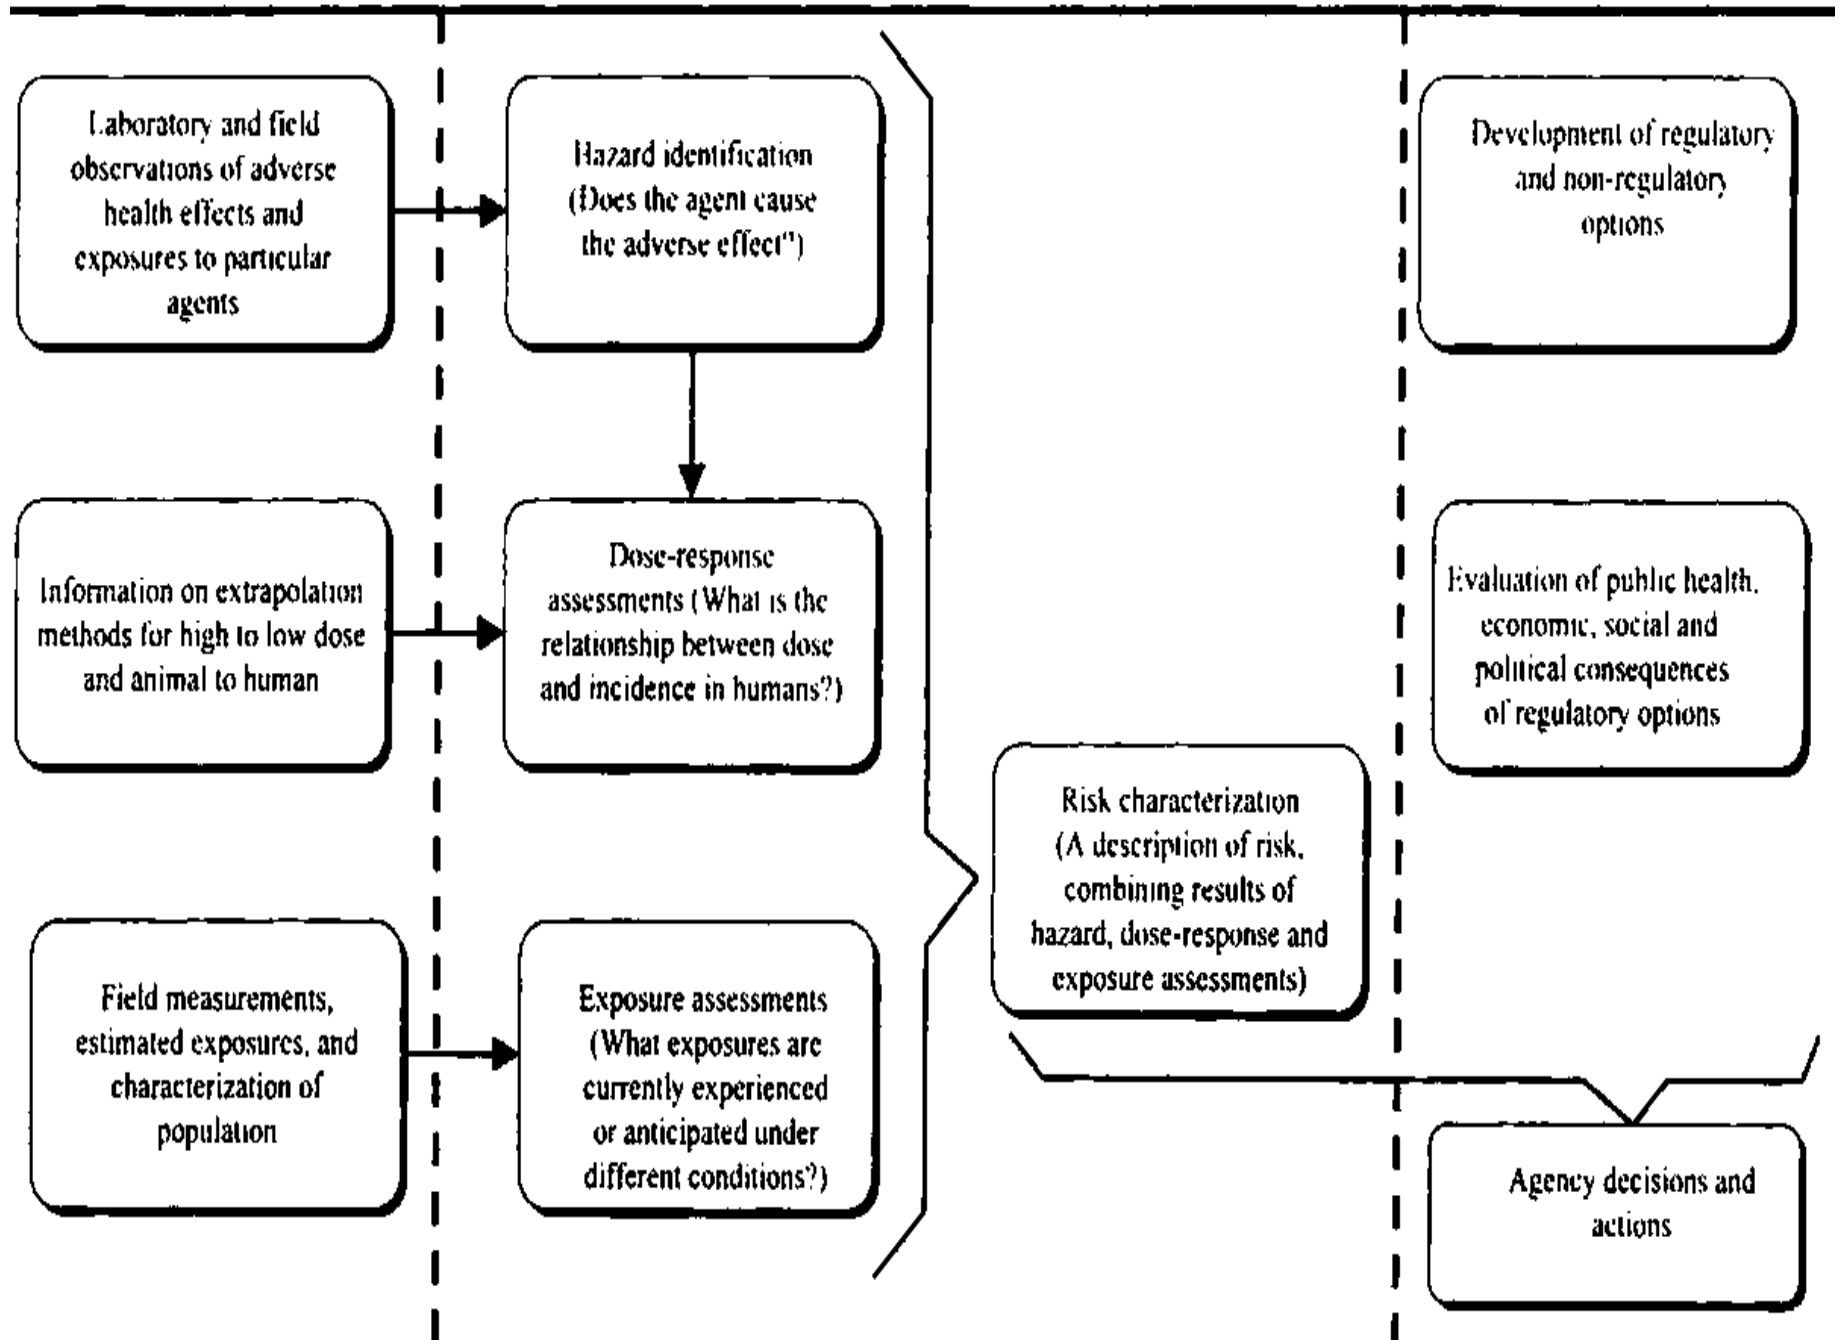 Laboratory and field
observations of adverse
health effects and
exposures to particular
agents
Hazard identification
(Does the agent cause
the adverse effect")
Development of regulatory
and non-regulatory
options
Information on extrapolation
methods for high to low dose
and animal to human
Dose-response
assessments (What is the
relationship between dose
and incidence in humans?)
Evaluation of public health,
economic, social and
political consequences
of regulatory options
Risk characterization
(A description of risk,
combining results of
hazard, dose-response and
exposure assessments)
Field measurements,
estimated exposures, and
characterization of
population
Exposure assessments
(What exposures are
currently experienced
or anticipated under
different conditions?)
Agency decisions and
actions